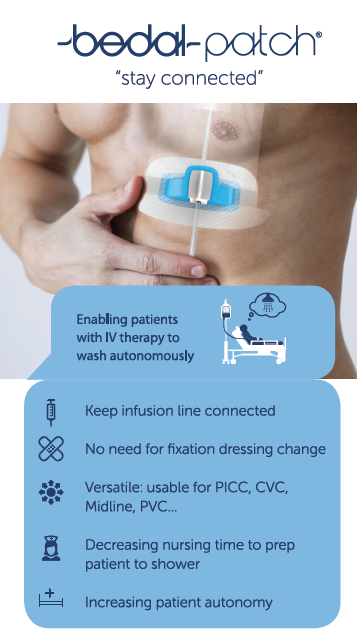 bedal-patch®
“stay connected”
Enabling patients
with IV therapy to
wash autonomously
Keep infusion line connected
No need for fixation dressing change
Versatile: usable for PICC, CVC,
Midline, PVC...
Decreasing nursing time to prep
patient to shower
Increasing patient autonomy